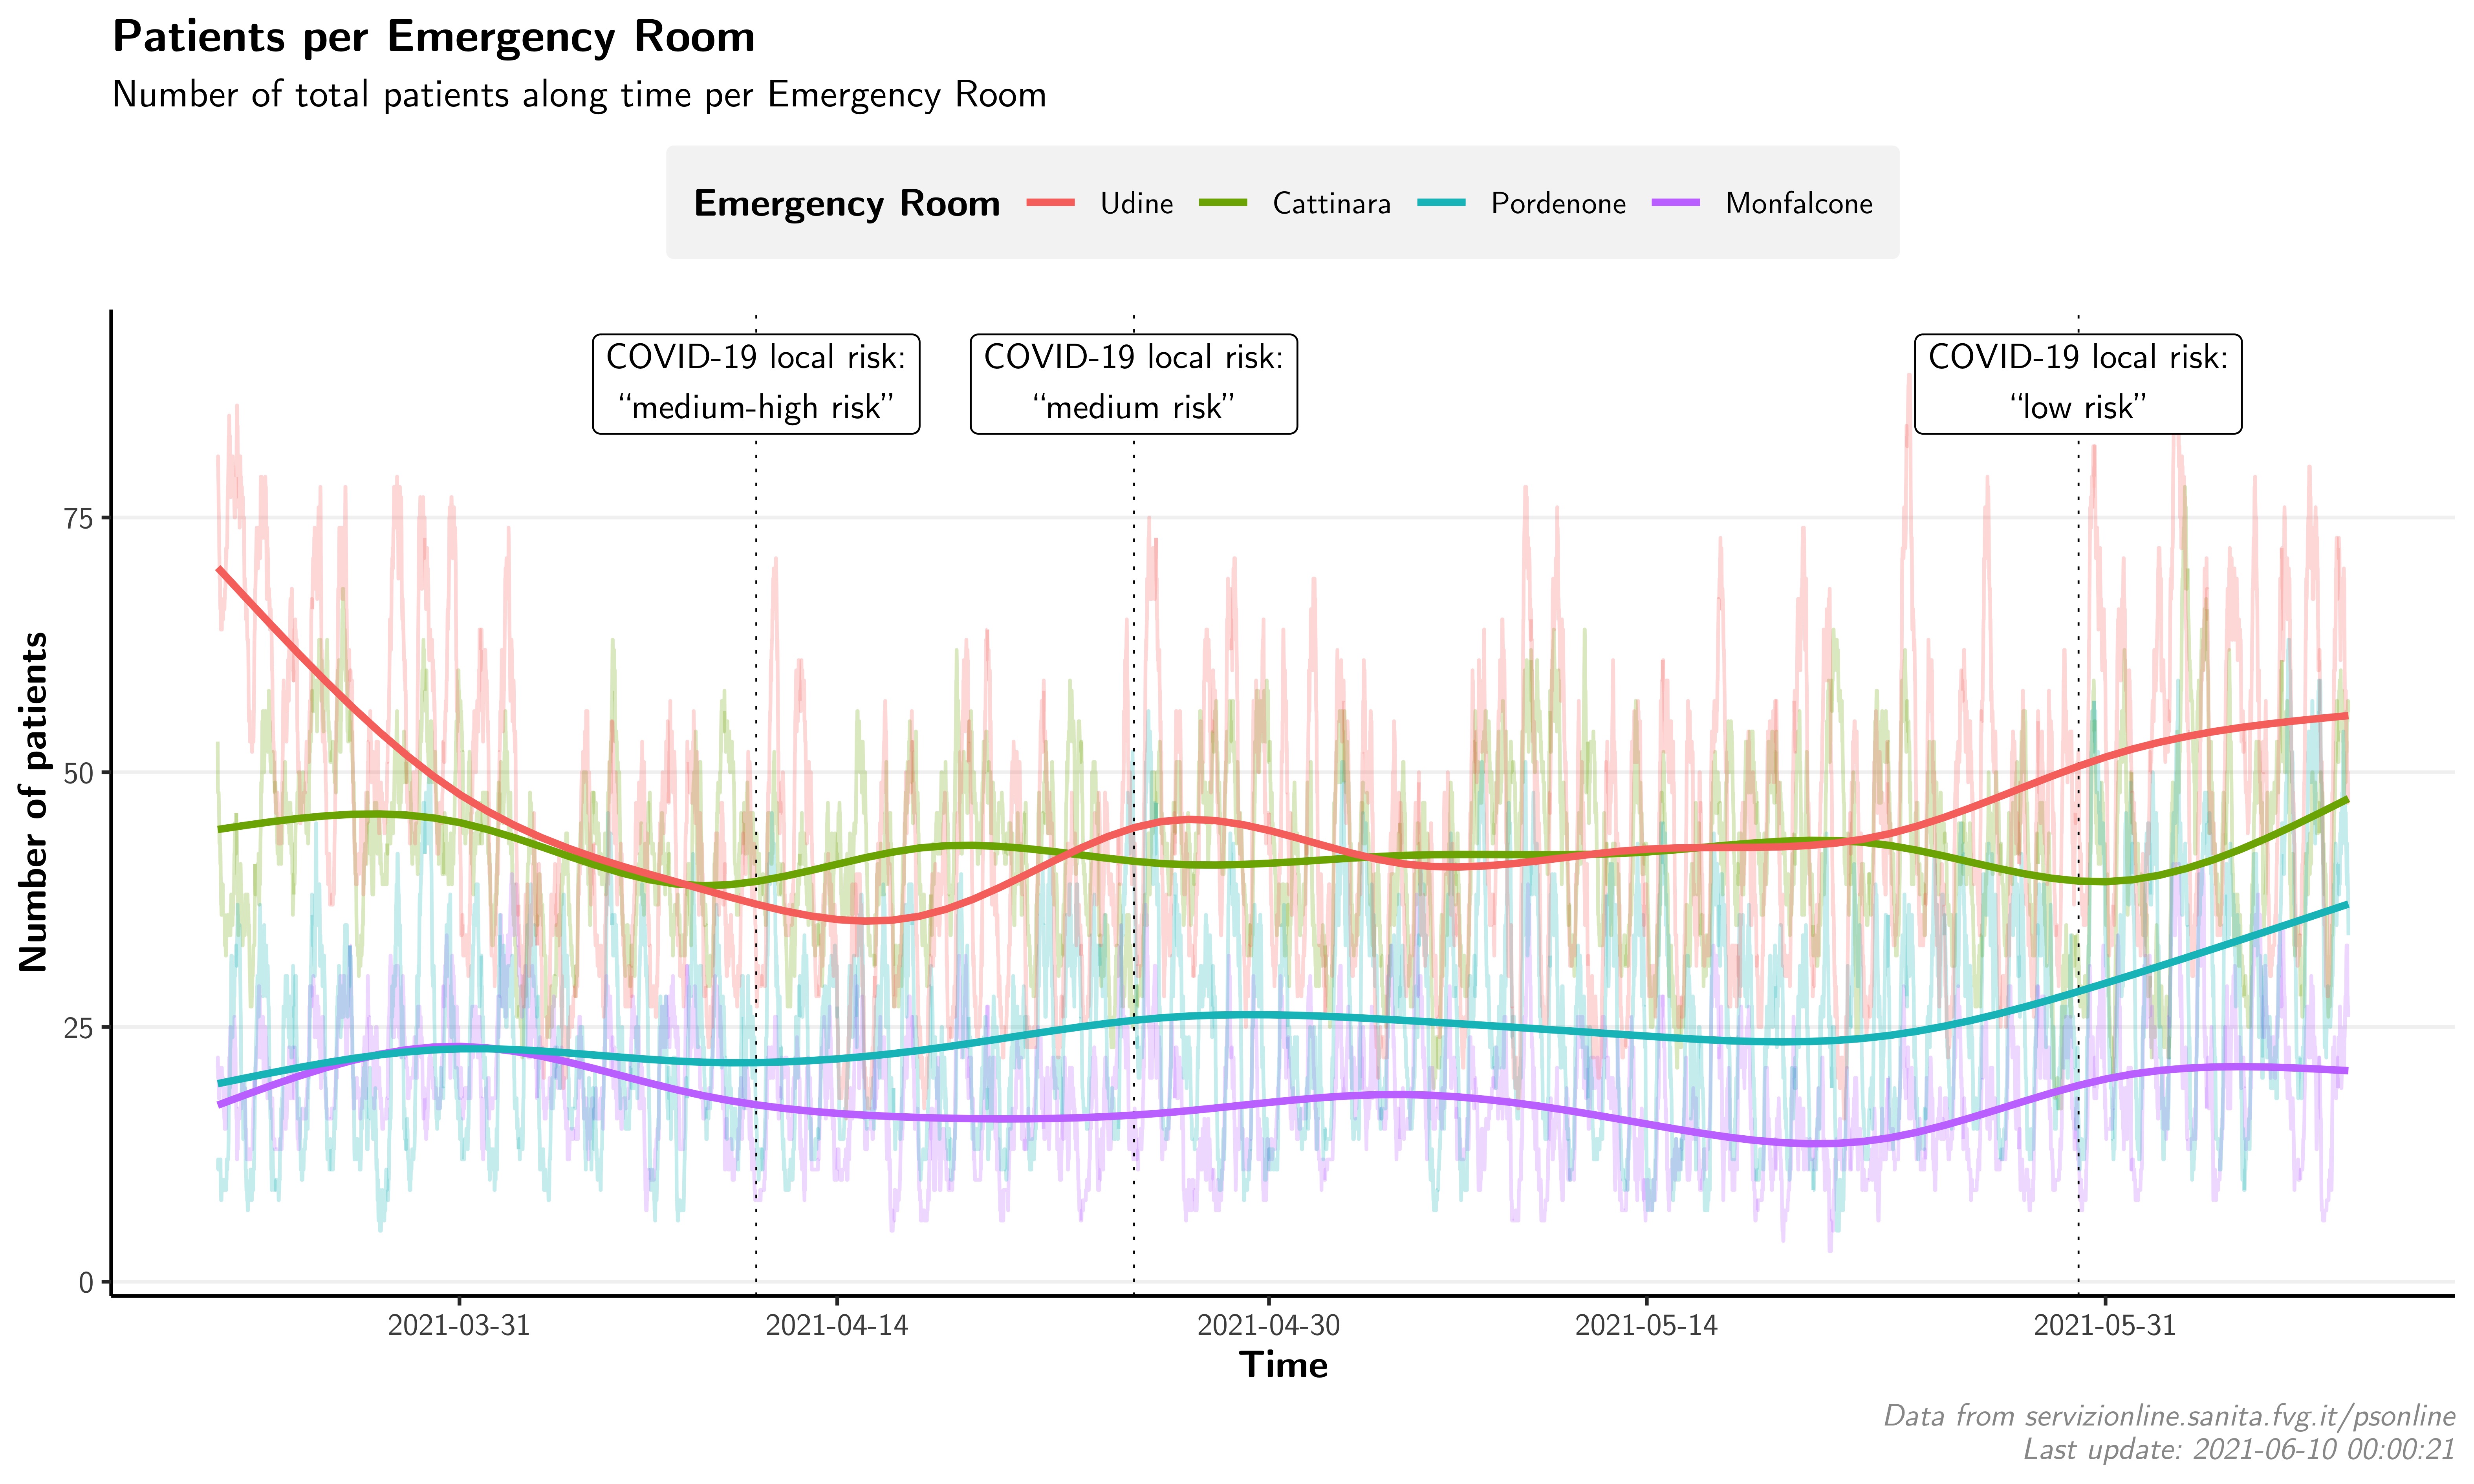 Patients per Emergency Room
Number of total patients along time per Emergency Room
Emergency Room Udine Cattinara Pordenone Monfalcone
COVID-19 local risk:
“medium-high risk”
COVID-19 local risk:
“medium risk”
COVID-19 local risk:
“low risk”
Number of patients
75
50
25
0
2021-03-31 2021-04-14 2021-04-30 2021-05-14 2021-05-31
Time
Data from servizionline.sanita.fvg.it/psonline
Last update: 2021-06-10 00:00:21